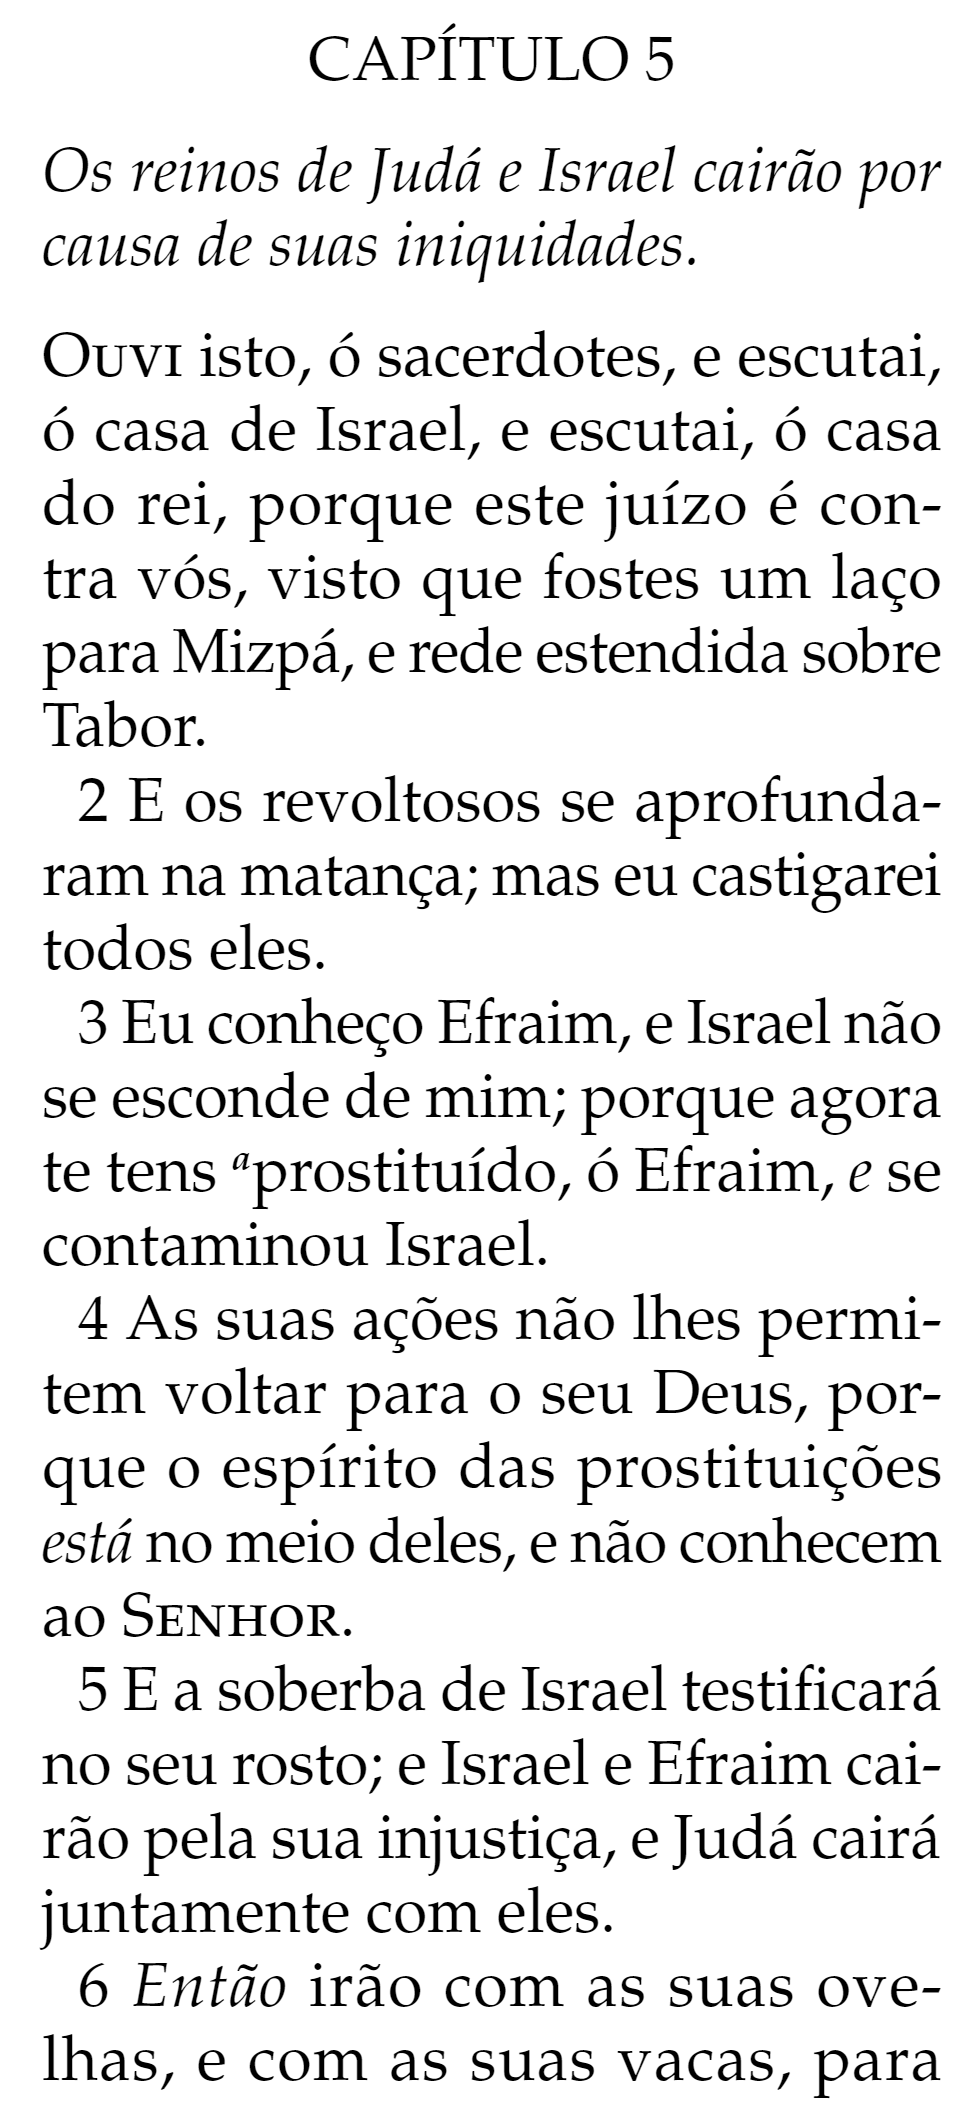 CAPÍTULO 5
Os reinos de Judá e Israel cairão por
causa de suas iniquidades.
OUVI isto, ó sacerdotes, e escutai,
ó casa de Israel, e escutai, ó casa
do rei, porque este juízo é con-
tra vós, visto que fostes um laço
para Mizpá, e rede estendida sobre
Tabor.
2 E os revoltosos se aprofunda-
ram na matança; mas eu castigarei
todos eles.
3 Eu conheço Efraim, e Israel não
se esconde de mim; porque agora
te tens ᵃprostituído, ó Efraim, e se
contaminou Israel.
4 As suas ações não lhes permi-
tem voltar para o seu Deus, por-
que o espírito das prostituições
está no meio deles, e não conhecem
ao SENHOR.
5 E a soberba de Israel testificará
no seu rosto; e Israel e Efraim cai-
rão pela sua injustiça, e Judá cairá
juntamente com eles.
6 Então irão com as suas ove-
lhas, e com as suas vacas, para